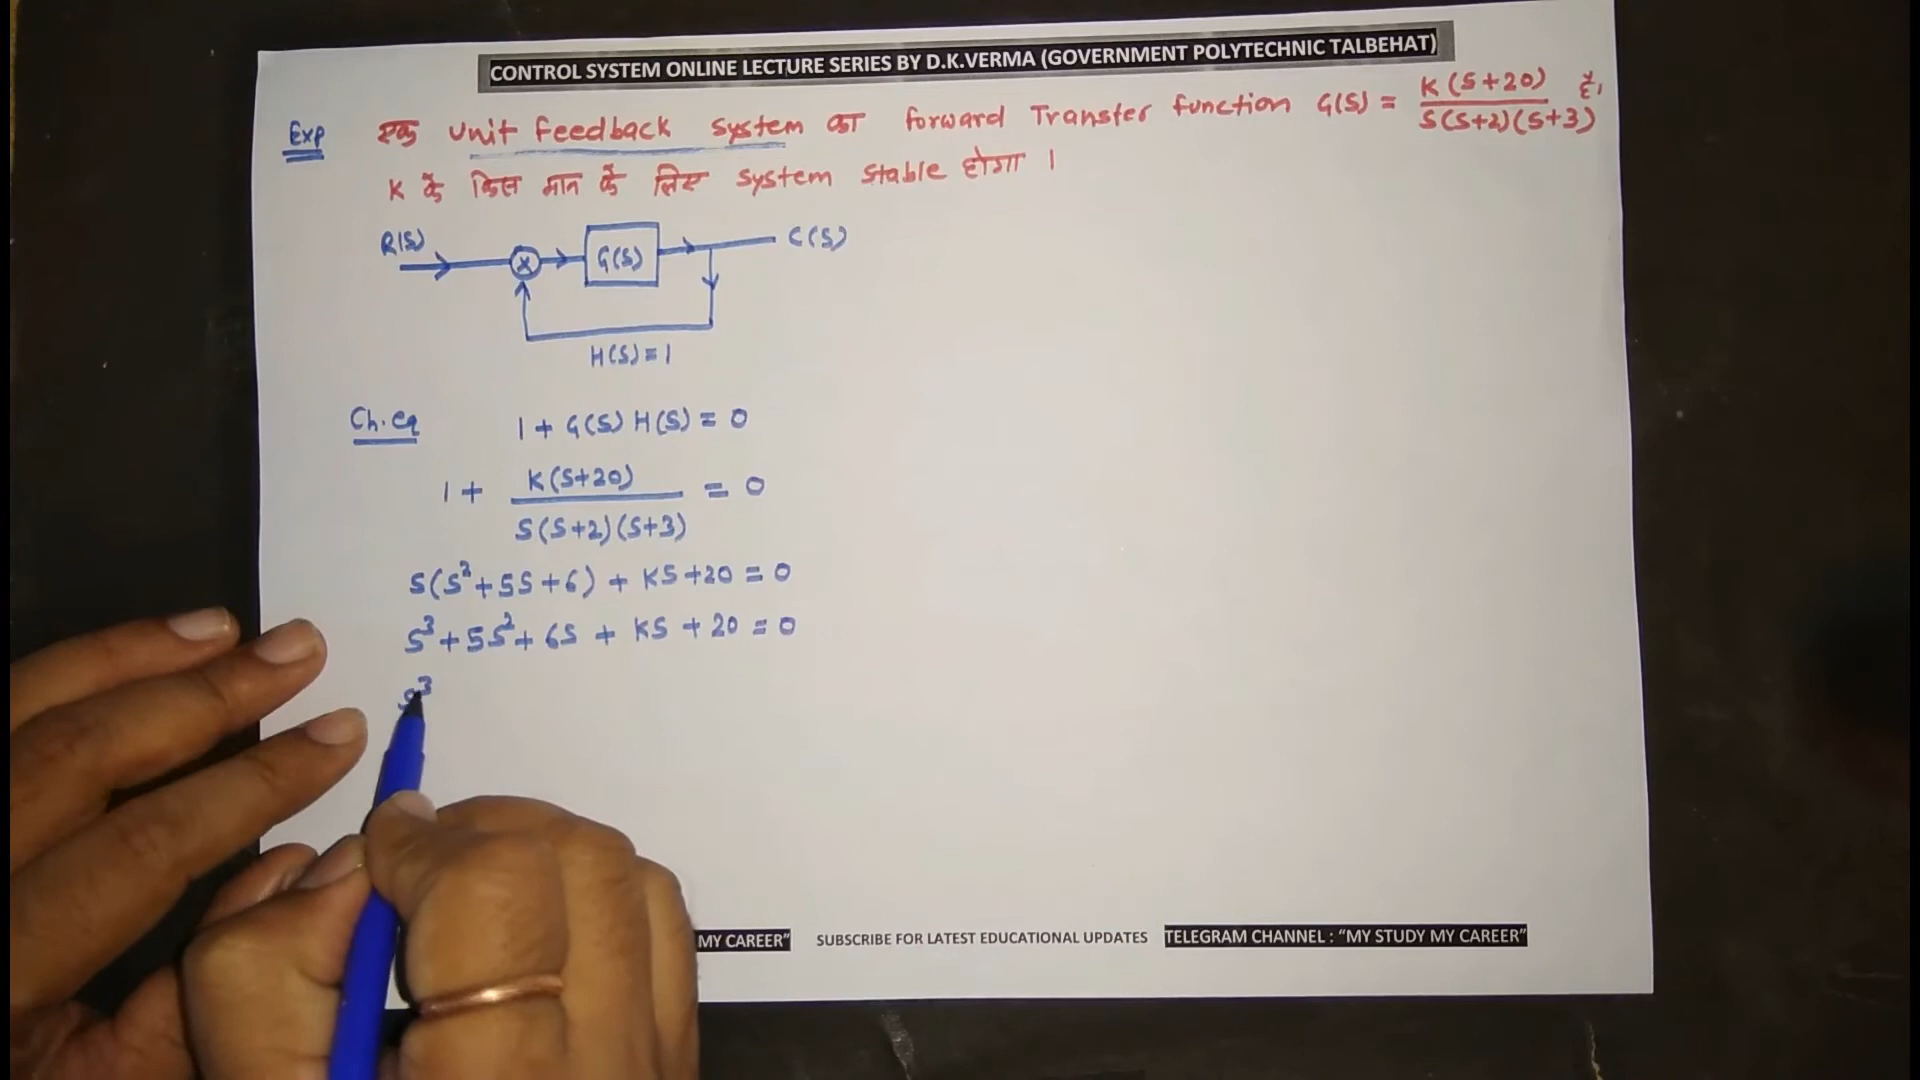 CONTROL SYSTEM ONLINE LECTURE SERIES BY D.K.VERMA (GOVERNMENT POLYTECHNIC TALBEHAT)
Exp एक unit feedback system का forward Transfer function G(S) = K(S+20) / S(S+2)(S+3) है,
K के किस मान के लिए system stable होगा ।
R(S) X G(S) C(S)
H(S)=1
Ch.eq 1 + G(S) H(S) = 0
1 + K(S+20) / S(S+2)(S+3) = 0
S(S²+5S+6) + KS+20 = 0
S³+5S²+6S + KS +20 = 0
S³
MY CAREER” SUBSCRIBE FOR LATEST EDUCATIONAL UPDATES TELEGRAM CHANNEL : “MY STUDY MY CAREER”